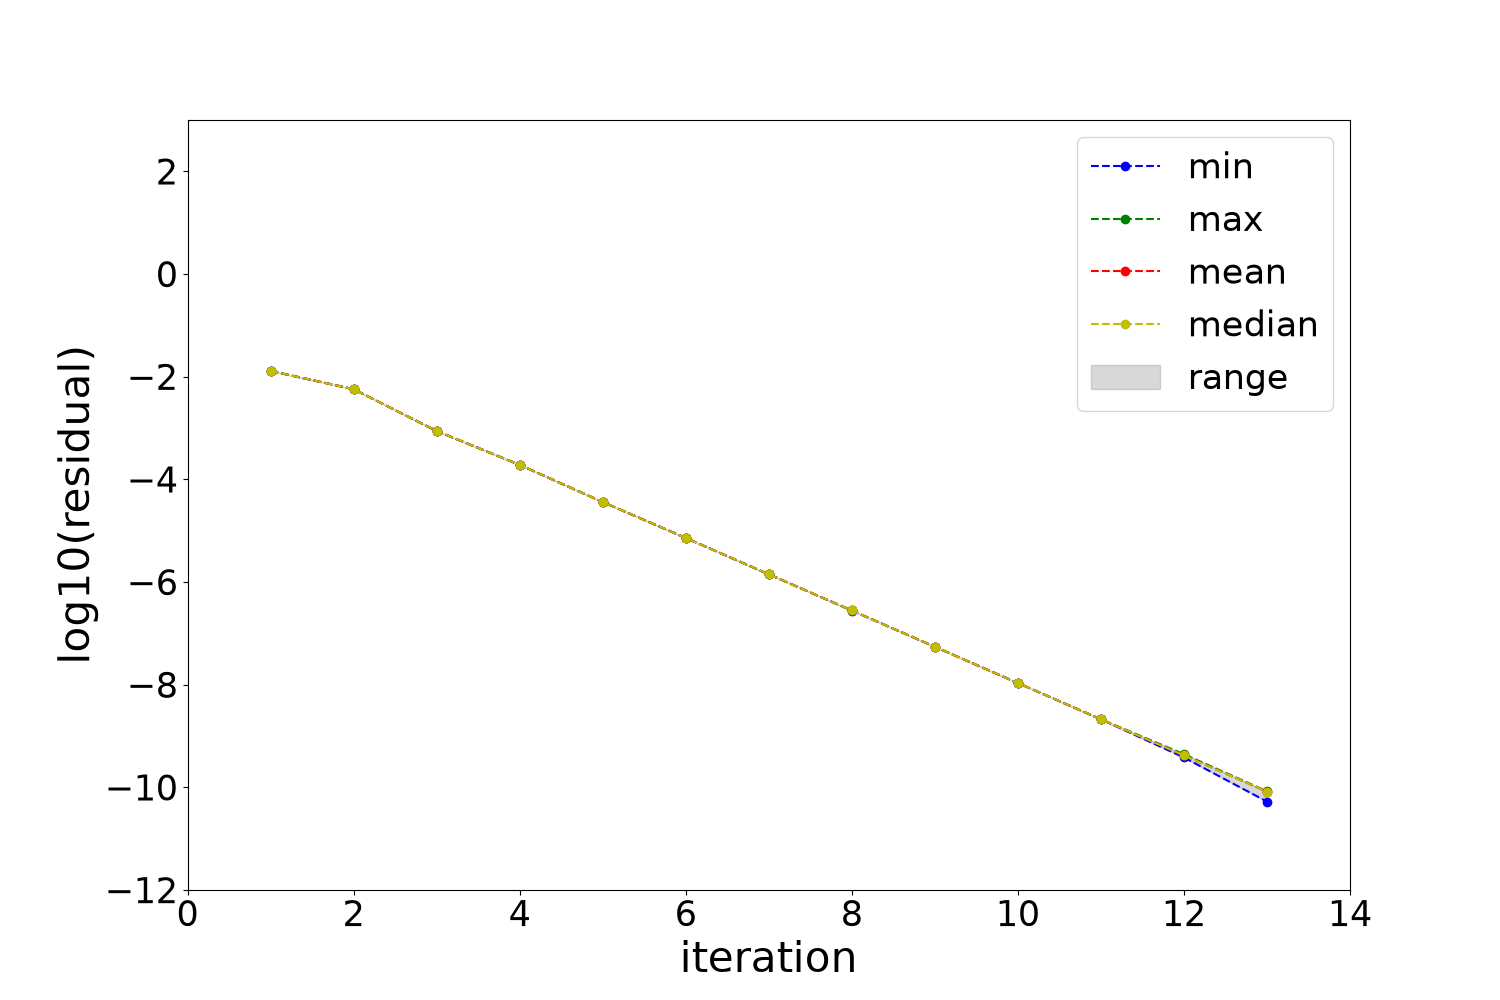 min
max
mean
median
range
2
0
−2
−4
−6
−8
−10
−12
log10(residual)
0 2 4 6 8 10 12 14
iteration